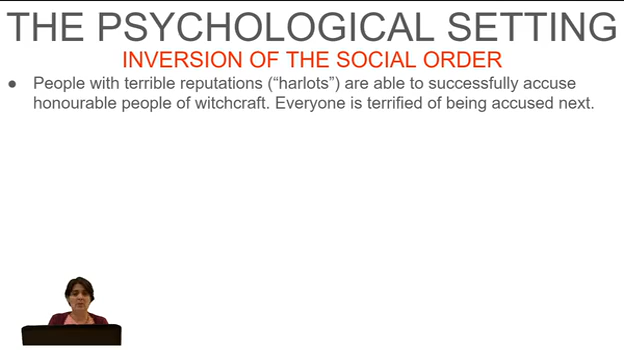 THE PSYCHOLOGICAL SETTING
INVERSION OF THE SOCIAL ORDER
● People with terrible reputations (“harlots”) are able to successfully accuse
honourable people of witchcraft. Everyone is terrified of being accused next.